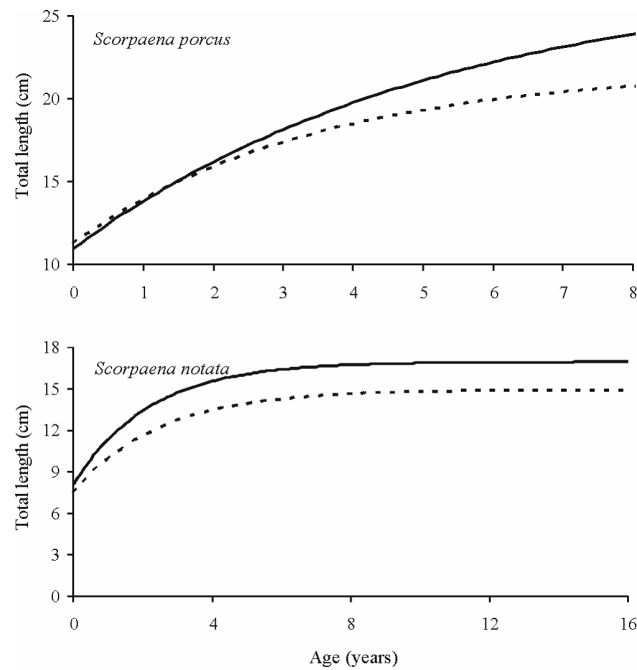 25
Scorpaena porcus
20
15
10
Total length (cm)
0 1 2 3 4 5 6 7 8
18
Scorpaena notata
15
12
9
6
3
0
Total length (cm)
0 4 8 12 16
Age (years)